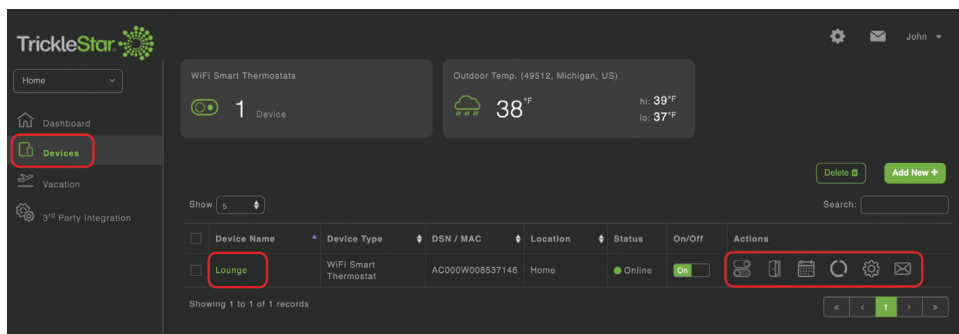 TrickleStar
John
Home
Dashboard
Devices
Vacation
3rd Party Integration
WiFi Smart Thermostats
1 Device
Outdoor Temp. (49512, Michigan, US)
38°F
hi: 39°F
lo: 37°F
Delete
Add New +
Show 5
Search:
Device Name Device Type DSN / MAC Location Status On/Off Actions
Lounge WiFi Smart Thermostat AC000W008537146 Home Online On
Showing 1 to 1 of 1 records
« < 1 > »